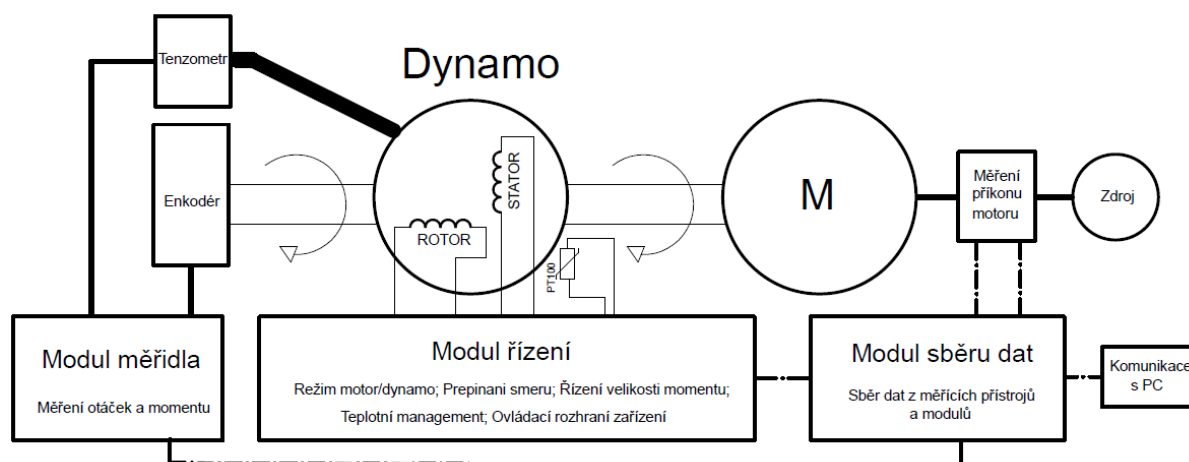 Tenzometr
Dynamo
Enkodér
STATOR
ROTOR
PT100
M
Měření
příkonu
motoru
Zdroj
Modul měřidla
Měření otáček a momentu
Modul řízení
Režim motor/dynamo; Prepinani smeru; Řízení velikosti momentu;
Teplotní management; Ovládací rozhraní zařízení
Modul sběru dat
Sběr dat z měřících přístrojů
a modulů
Komunikace
s PC